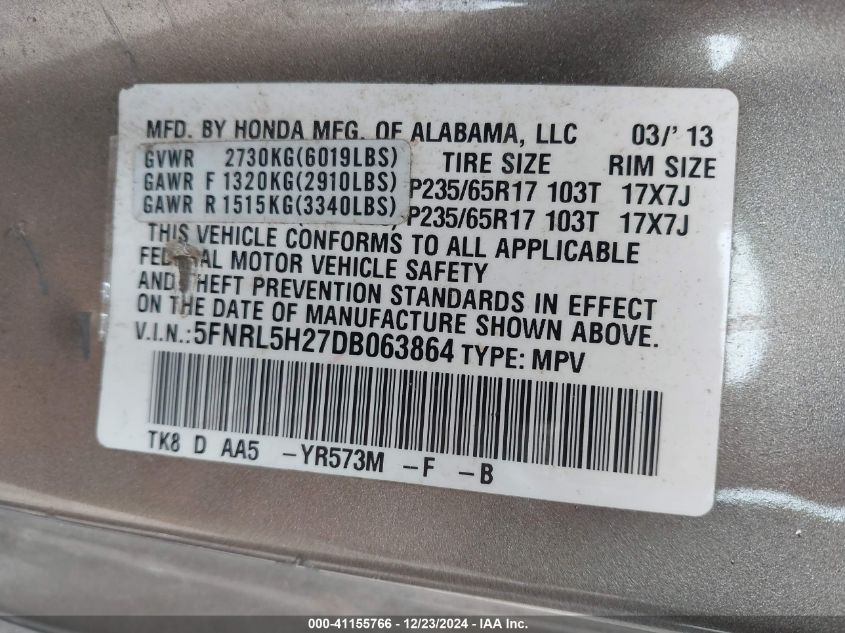 MFD. BY HONDA MFG. OF ALABAMA, LLC 03/' 13
GVWR 2730KG(6019LBS) TIRE SIZE RIM SIZE
GAWR F 1320KG(2910LBS) P235/65R17 103T 17X7J
GAWR R 1515KG(3340LBS) P235/65R17 103T 17X7J
THIS VEHICLE CONFORMS TO ALL APPLICABLE
MOTOR VEHICLE SAFETY
AND THEFT PREVENTION STANDARDS IN EFFECT
ON THE DATE OF MANUFACTURE SHOWN ABOVE.
V.I.N.: 5FNRL5H27DB063864 TYPE: MPV
TK8 D AA5 -YR573M -F -B
000-41155766 - 12/23/2024 - IAA Inc.